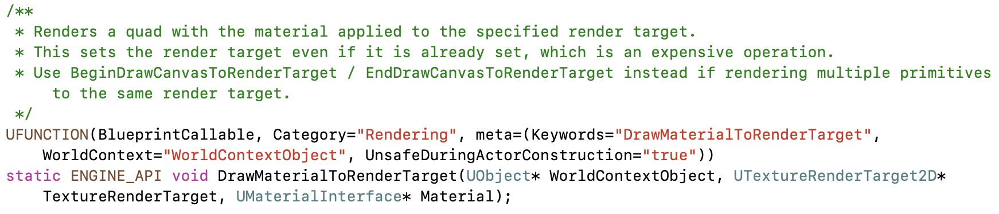 /**
 * Renders a quad with the material applied to the specified render target.
 * This sets the render target even if it is already set, which is an expensive operation.
 * Use BeginDrawCanvasToRenderTarget / EndDrawCanvasToRenderTarget instead if rendering multiple primitives
     to the same render target.
 */
UFUNCTION(BlueprintCallable, Category="Rendering", meta=(Keywords="DrawMaterialToRenderTarget",
    WorldContext="WorldContextObject", UnsafeDuringActorConstruction="true"))
static ENGINE_API void DrawMaterialToRenderTarget(UObject* WorldContextObject, UTextureRenderTarget2D*
    TextureRenderTarget, UMaterialInterface* Material);